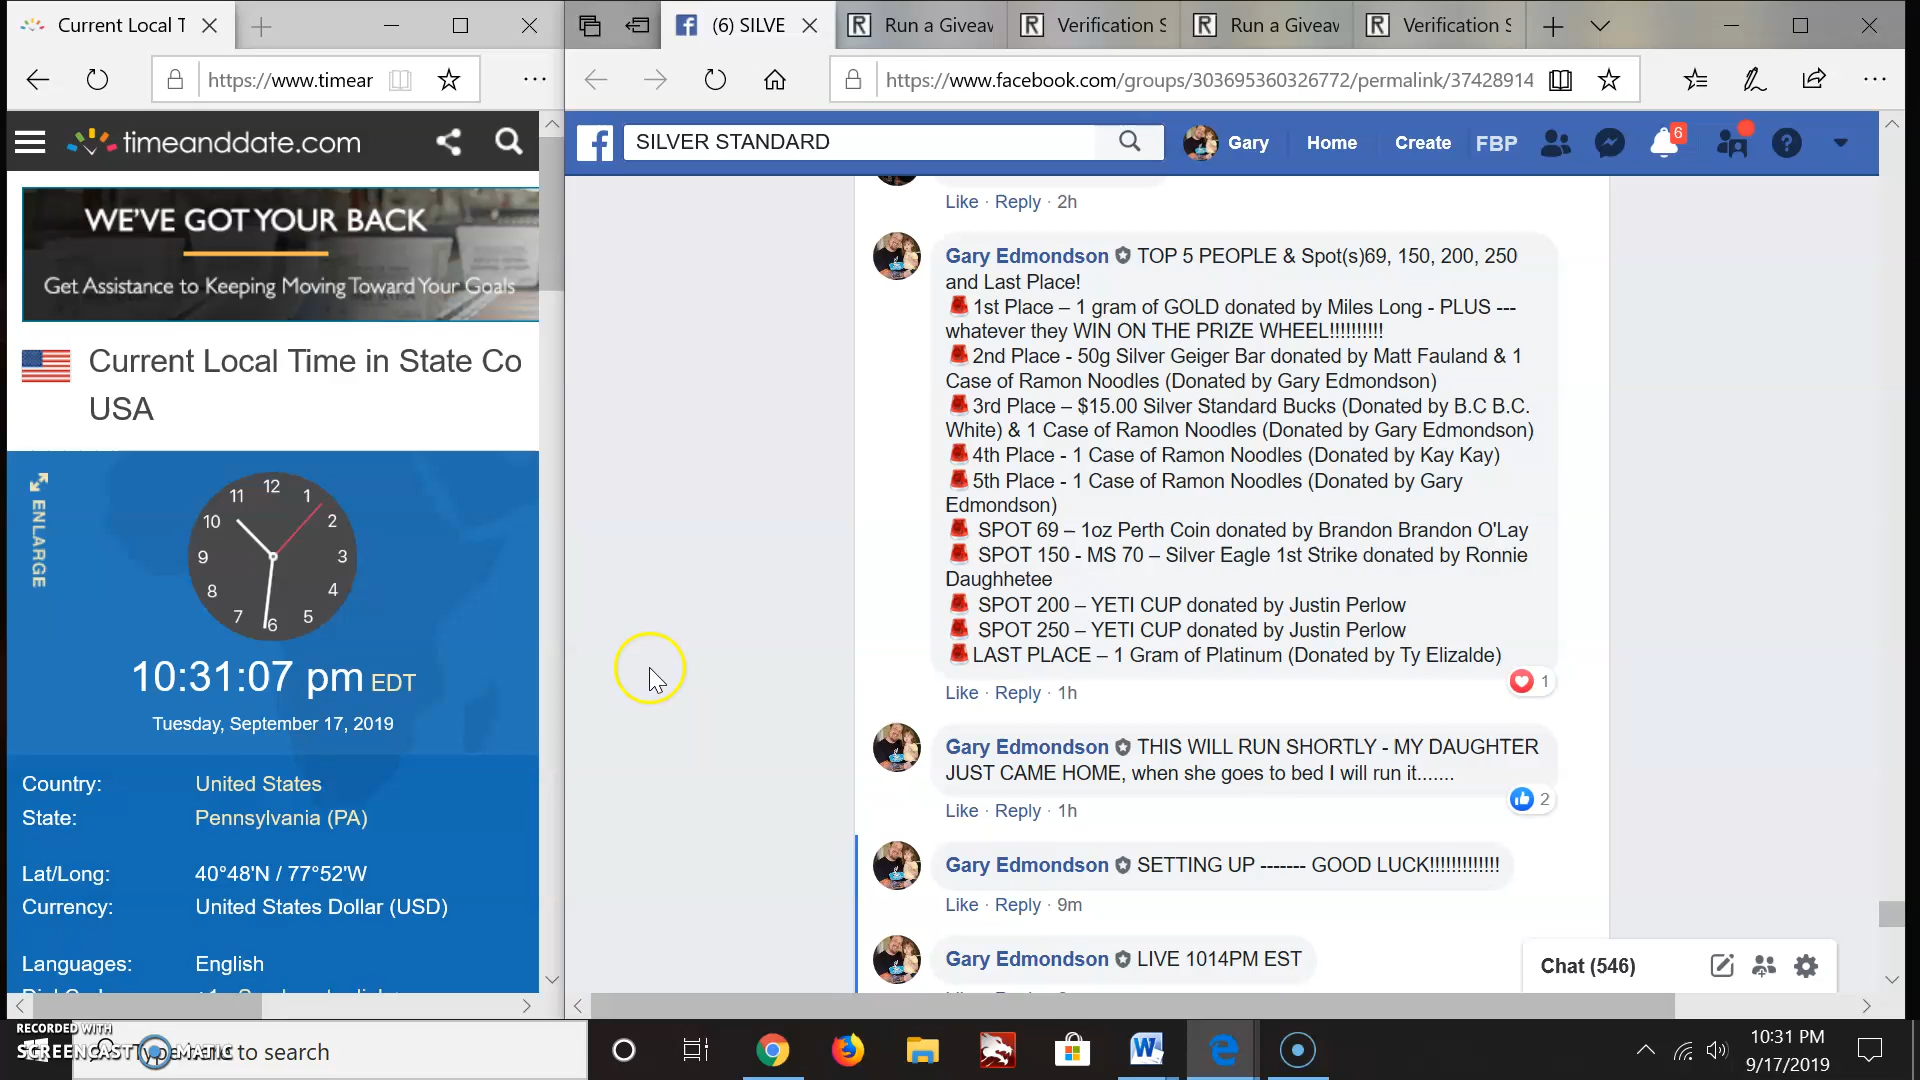 Current Local T
(6) SILVE
Run a Giveav
Verification S
Run a Giveav
Verification S
https://www.timear
https://www.facebook.com/groups/303695360326772/permalink/37428914
timeanddate.com
SILVER STANDARD
Gary
Home
Create
FBP
6
WE'VE GOT YOUR BACK
Get Assistance to Keeping Moving Toward Your Goals
Current Local Time in State Co
USA
ENLARGE
12
11 1
10 2
9 3
8 4
7 5
6
10:31:07 pm EDT
Tuesday, September 17, 2019
Country: United States
State: Pennsylvania (PA)
Lat/Long: 40°48'N / 77°52'W
Currency: United States Dollar (USD)
Languages: English
Like · Reply · 2h
Gary Edmondson TOP 5 PEOPLE & Spot(s)69, 150, 200, 250
and Last Place!
1st Place – 1 gram of GOLD donated by Miles Long - PLUS ---
whatever they WIN ON THE PRIZE WHEEL!!!!!!!!!!
2nd Place - 50g Silver Geiger Bar donated by Matt Fauland & 1
Case of Ramon Noodles (Donated by Gary Edmondson)
3rd Place – $15.00 Silver Standard Bucks (Donated by B.C B.C.
White) & 1 Case of Ramon Noodles (Donated by Gary Edmondson)
4th Place - 1 Case of Ramon Noodles (Donated by Kay Kay)
5th Place - 1 Case of Ramon Noodles (Donated by Gary
Edmondson)
SPOT 69 – 1oz Perth Coin donated by Brandon Brandon O'Lay
SPOT 150 - MS 70 – Silver Eagle 1st Strike donated by Ronnie
Daughhetee
SPOT 200 – YETI CUP donated by Justin Perlow
SPOT 250 – YETI CUP donated by Justin Perlow
LAST PLACE – 1 Gram of Platinum (Donated by Ty Elizalde)
1
Like · Reply · 1h
Gary Edmondson THIS WILL RUN SHORTLY - MY DAUGHTER
JUST CAME HOME, when she goes to bed I will run it.......
2
Like · Reply · 1h
Gary Edmondson SETTING UP ------- GOOD LUCK!!!!!!!!!!!!!
Like · Reply · 9m
Gary Edmondson LIVE 1014PM EST
Chat (546)
RECORDED WITH
SCREENCAST MATIC
to search
10:31 PM
9/17/2019